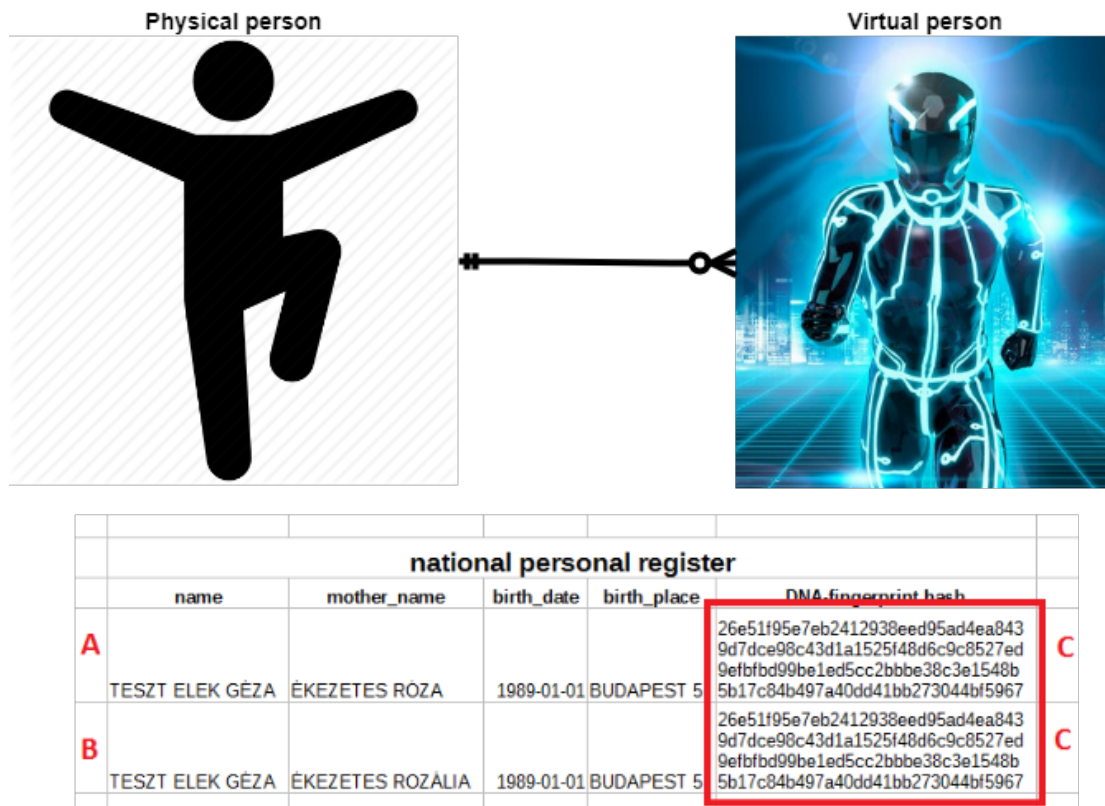 Physical person
Virtual person
national personal register
name mother_name birth_date birth_place DNA-fingerprint hash
26e51f95e7eb2412938eed95ad4ea843
A 9d7dce98c43d1a1525f48d6c9c8527ed C
9efbfbd99be1ed5cc2bbbe38c3e1548b
TESZT ELEK GÉZA ÉKEZETES RÓZA 1989-01-01 BUDAPEST 5 5b17c84b497a40dd41bb273044bf5967
26e51f95e7eb2412938eed95ad4ea843
B 9d7dce98c43d1a1525f48d6c9c8527ed C
9efbfbd99be1ed5cc2bbbe38c3e1548b
TESZT ELEK GÉZA ÉKEZETES ROZÁLIA 1989-01-01 BUDAPEST 5 5b17c84b497a40dd41bb273044bf5967